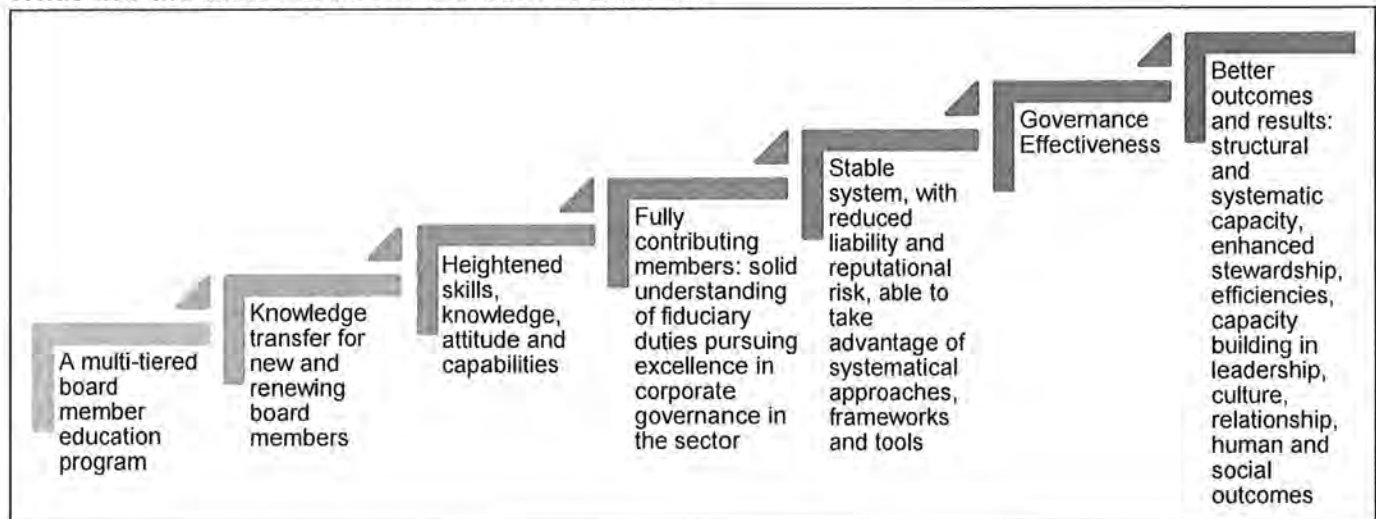 A multi-tiered
board
member
education
program
Knowledge
transfer for
new and
renewing
board
members
Heightened
skills,
knowledge,
attitude and
capabilities
Fully
contributing
members: solid
understanding
of fiduciary
duties pursuing
excellence in
corporate
governance in
the sector
Stable
system, with
reduced
liability and
reputational
risk, able to
take
advantage of
systematical
approaches,
frameworks
and tools
Governance
Effectiveness
Better
outcomes
and results:
structural
and
systematic
capacity,
enhanced
stewardship,
efficiencies,
capacity
building in
leadership,
culture,
relationship,
human and
social
outcomes